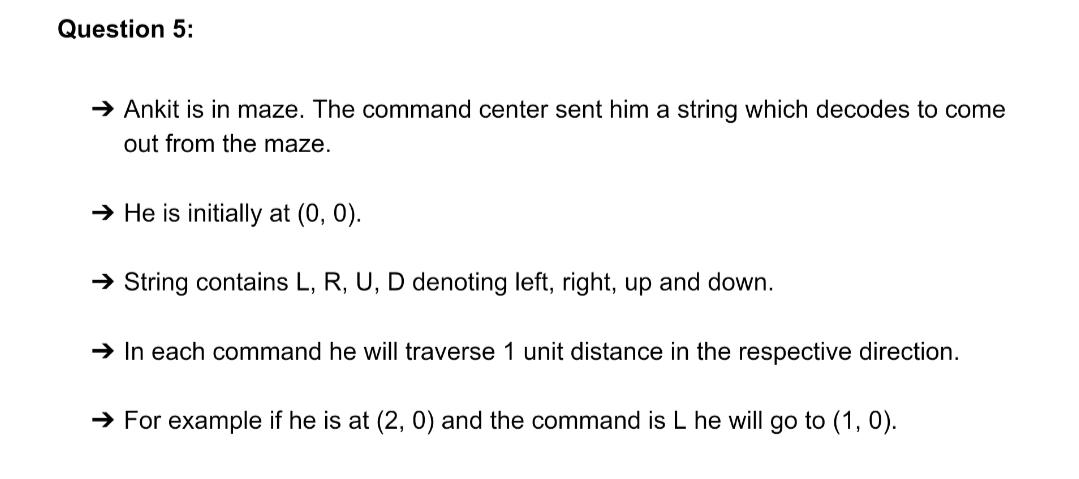 Question 5:
➔ Ankit is in maze. The command center sent him a string which decodes to come
out from the maze.
➔ He is initially at (0, 0).
➔ String contains L, R, U, D denoting left, right, up and down.
➔ In each command he will traverse 1 unit distance in the respective direction.
➔ For example if he is at (2, 0) and the command is L he will go to (1, 0).